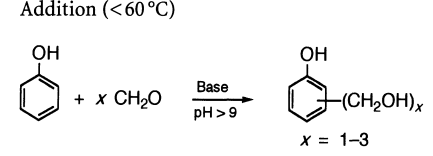 Addition (<60 °C)
OH
+ x CH₂O
Base
pH > 9
OH
(CH₂OH)ₓ
x = 1–3